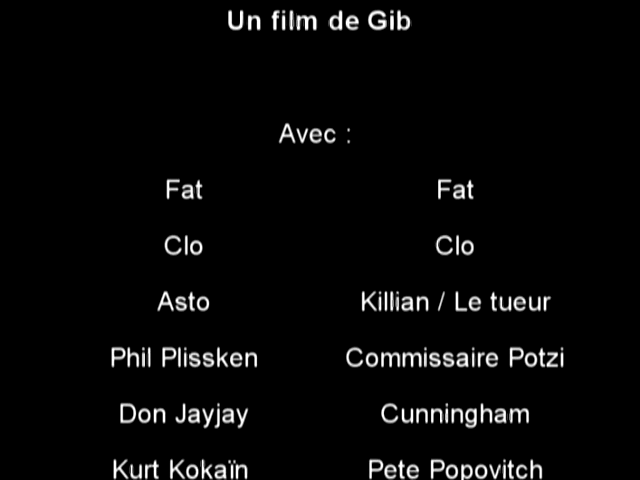 Un film de Gib
Avec :
Fat Fat
Clo Clo
Asto Killian / Le tueur
Phil Plissken Commissaire Potzi
Don Jayjay Cunningham
Kurt Kokaïn Pete Popovitch